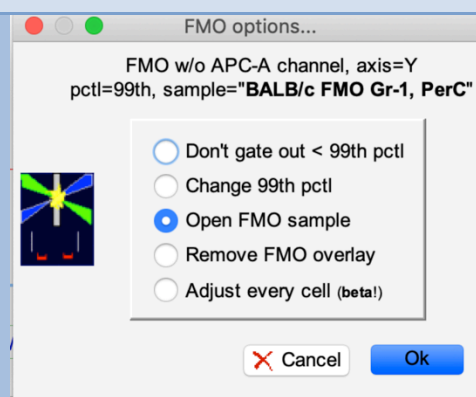 FMO options...
FMO w/o APC-A channel, axis=Y
pctl=99th, sample="BALB/c FMO Gr-1, PerC"
Don't gate out < 99th pctl
Change 99th pctl
Open FMO sample
Remove FMO overlay
Adjust every cell (beta!)
Cancel
Ok